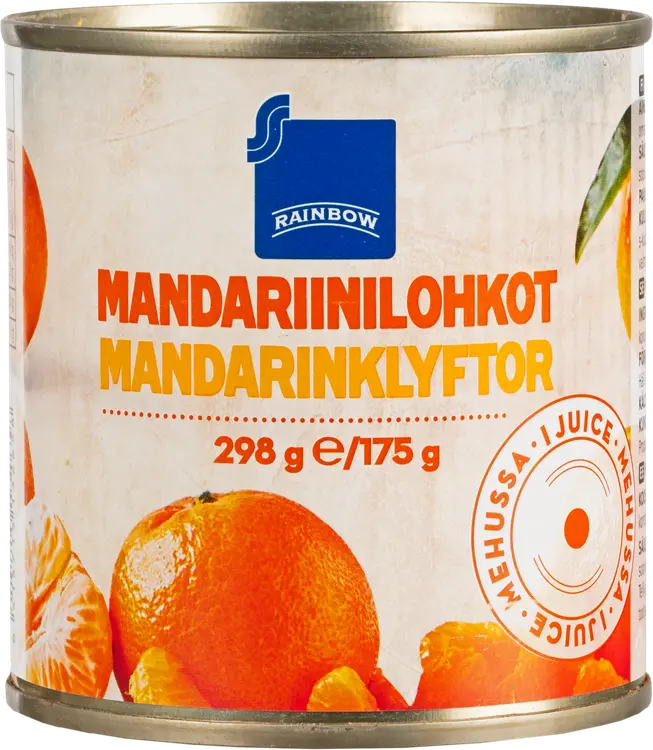 RAINBOW
MANDARIINILOHKOT
MANDARINKLYFTOR
298 g ℮/175 g
MEHUSSA · I JUICE · MEHUSSA · I JUICE ·